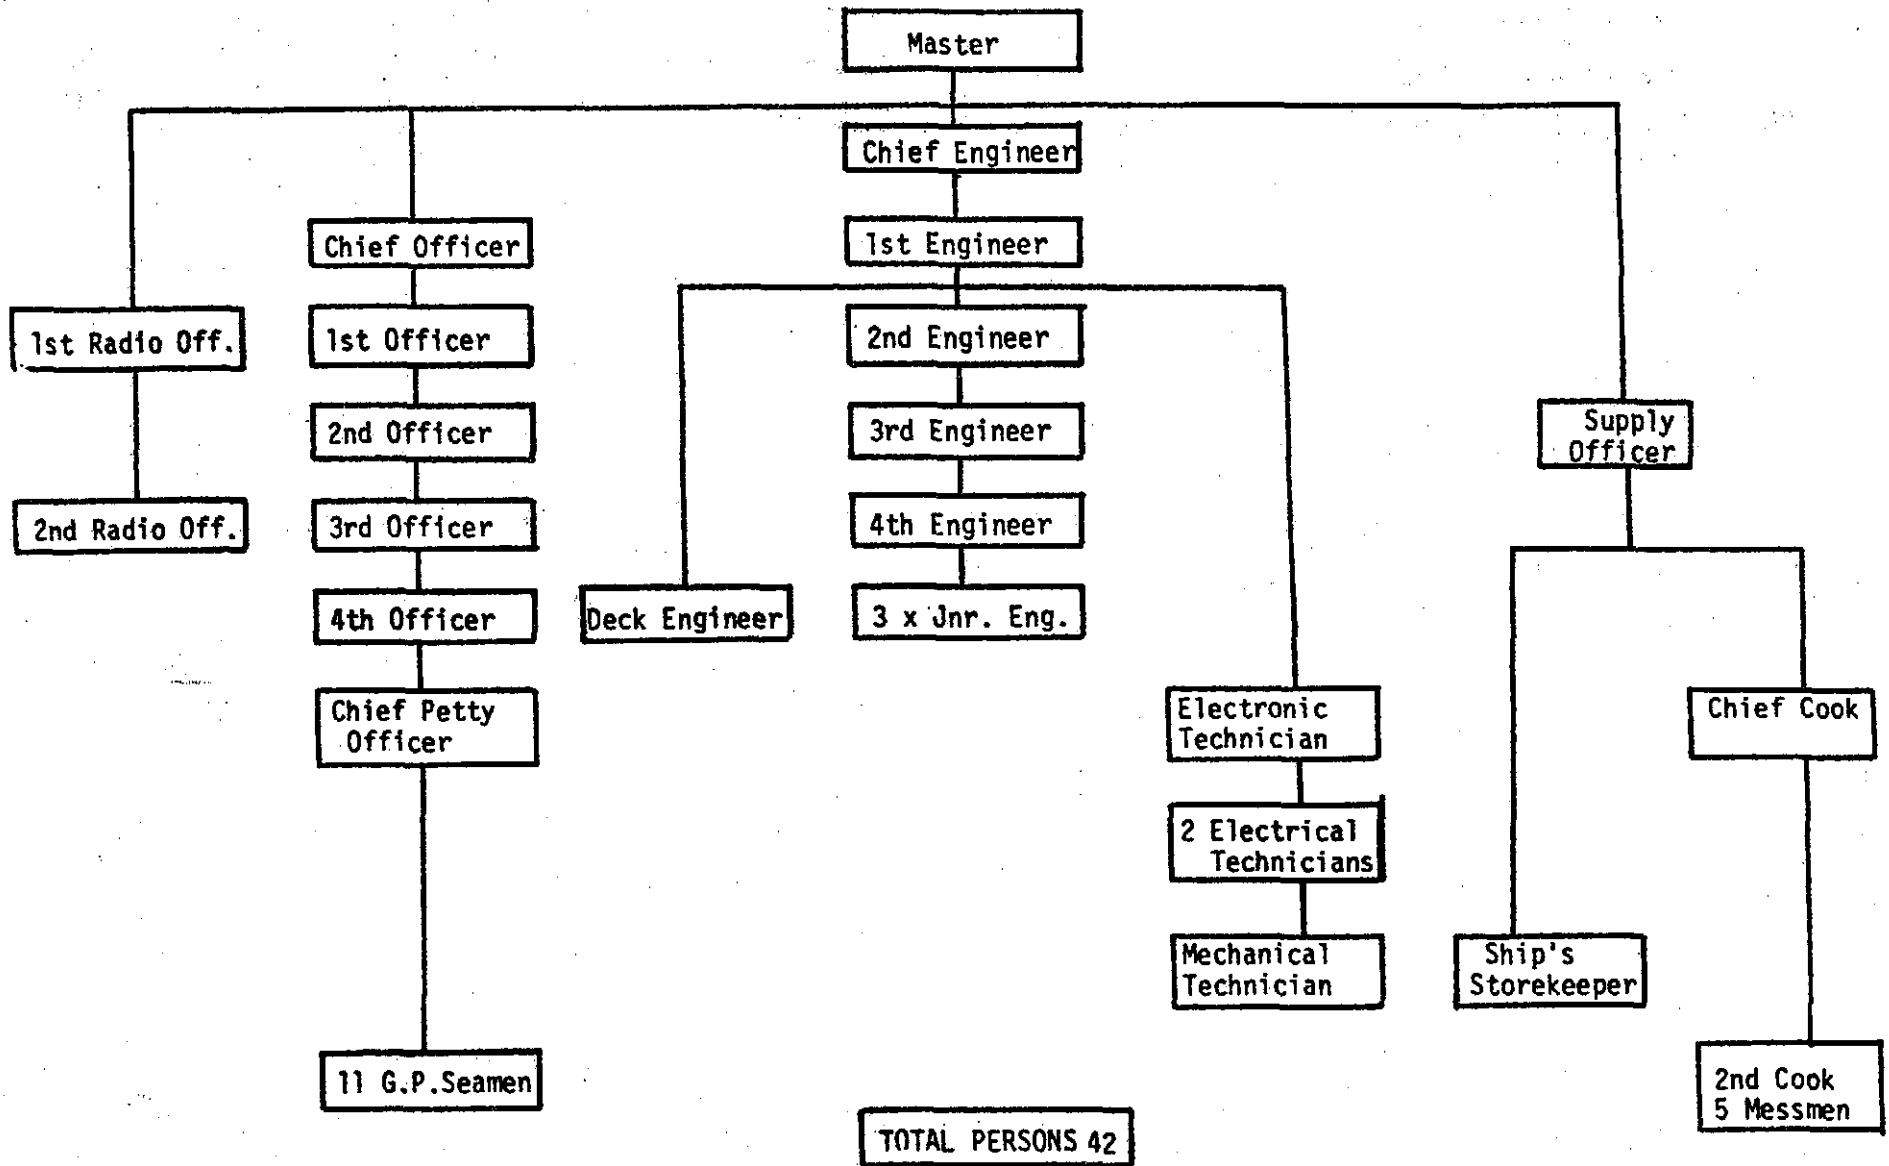 Master
Chief Engineer
Chief Officer
1st Engineer
1st Radio Off.
1st Officer
2nd Engineer
2nd Officer
3rd Engineer
Supply
Officer
2nd Radio Off.
3rd Officer
4th Engineer
4th Officer
Deck Engineer
3 x Jnr. Eng.
Chief Petty
Officer
Electronic
Technician
Chief Cook
2 Electrical
Technicians
Mechanical
Technician
Ship's
Storekeeper
11 G.P.Seamen
2nd Cook
5 Messmen
TOTAL PERSONS 42